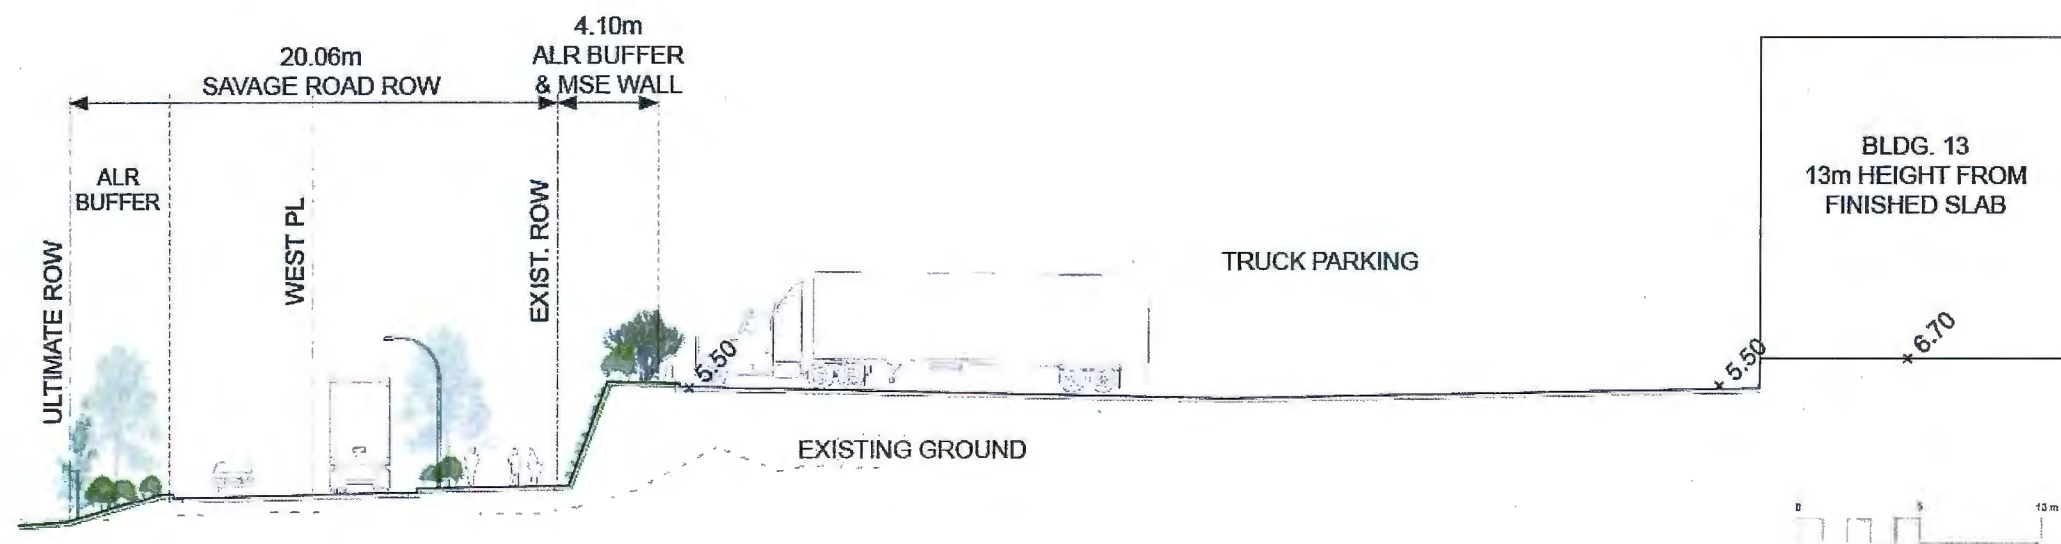 20.06m
SAVAGE ROAD ROW
4.10m
ALR BUFFER
& MSE WALL
ALR
BUFFER
ULTIMATE ROW
WEST PL
EXIST. ROW
TRUCK PARKING
BLDG. 13
13m HEIGHT FROM
FINISHED SLAB
5.50
5.50
6.70
EXISTING GROUND
0
5